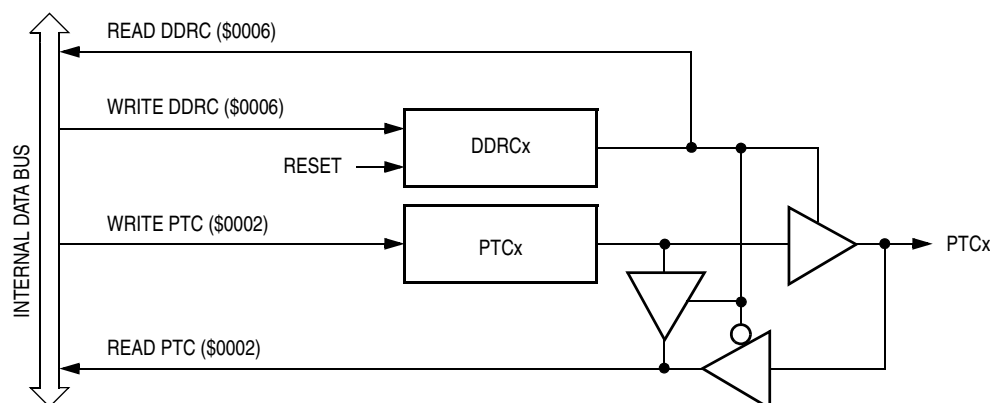 READ DDRC ($0006)
WRITE DDRC ($0006)
DDRCx
RESET
INTERNAL DATA BUS
WRITE PTC ($0002)
PTCx
PTCx
READ PTC ($0002)